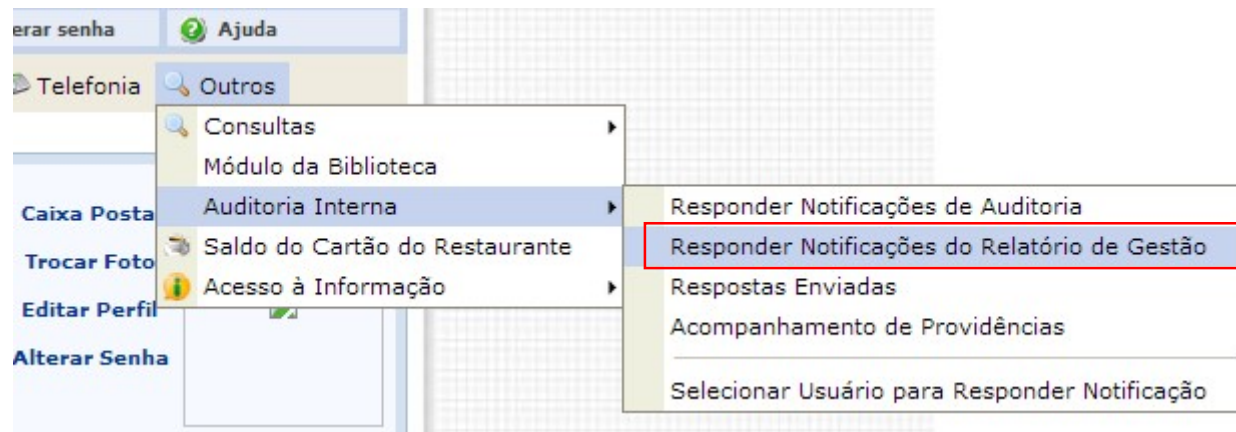 erar senha Ajuda
Telefonia Outros
Consultas
Módulo da Biblioteca
Caixa Posta Auditoria Interna Responder Notificações de Auditoria
Saldo do Cartão do Restaurante Responder Notificações do Relatório de Gestão
Trocar Foto
Acesso à Informação Respostas Enviadas
Editar Perfil
Acompanhamento de Providências
Alterar Senha
Selecionar Usuário para Responder Notificação